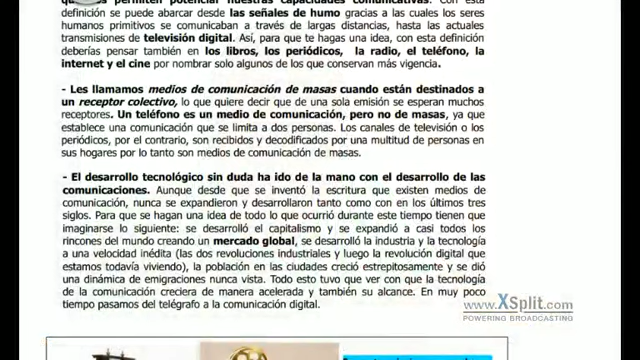 permiten potenciar nuestras capacidades comunicativas. Con esta
definición se puede abarcar desde las señales de humo gracias a las cuales los seres
humanos primitivos se comunicaban a través de largas distancias, hasta las actuales
transmisiones de televisión digital. Así, para que te hagas una idea, con esta definición
deberías pensar también en los libros, los periódicos, la radio, el teléfono, la
internet y el cine por nombrar solo algunos de los que conservan más vigencia.
- Les llamamos medios de comunicación de masas cuando están destinados a
un receptor colectivo, lo que quiere decir que de una sola emisión se esperan muchos
receptores. Un teléfono es un medio de comunicación, pero no de masas, ya que
establece una comunicación que se limita a dos personas. Los canales de televisión o los
periódicos, por el contrario, son recibidos y decodificados por una multitud de personas en
sus hogares por lo tanto son medios de comunicación de masas.
- El desarrollo tecnológico sin duda ha ido de la mano con el desarrollo de las
comunicaciones. Aunque desde que se inventó la escritura que existen medios de
comunicación, nunca se expandieron y desarrollaron tanto como con en los últimos tres
siglos. Para que se hagan una idea de todo lo que ocurrió durante este tiempo tienen que
imaginarse lo siguiente: se desarrolló el capitalismo y se expandió a casi todos los
rincones del mundo creando un mercado global, se desarrolló la industria y la tecnología
a una velocidad inédita (las dos revoluciones industriales y luego la revolución digital que
estamos todavía viviendo), la población en las ciudades creció estrepitosamente y se dió
una dinámica de emigraciones nunca vista. Todo esto tuvo que ver con que la tecnología
de la comunicación creciera de manera acelerada y también su alcance. En muy poco
tiempo pasamos del telégrafo a la comunicación digital.
www.XSplit.com
POWERING BROADCASTING